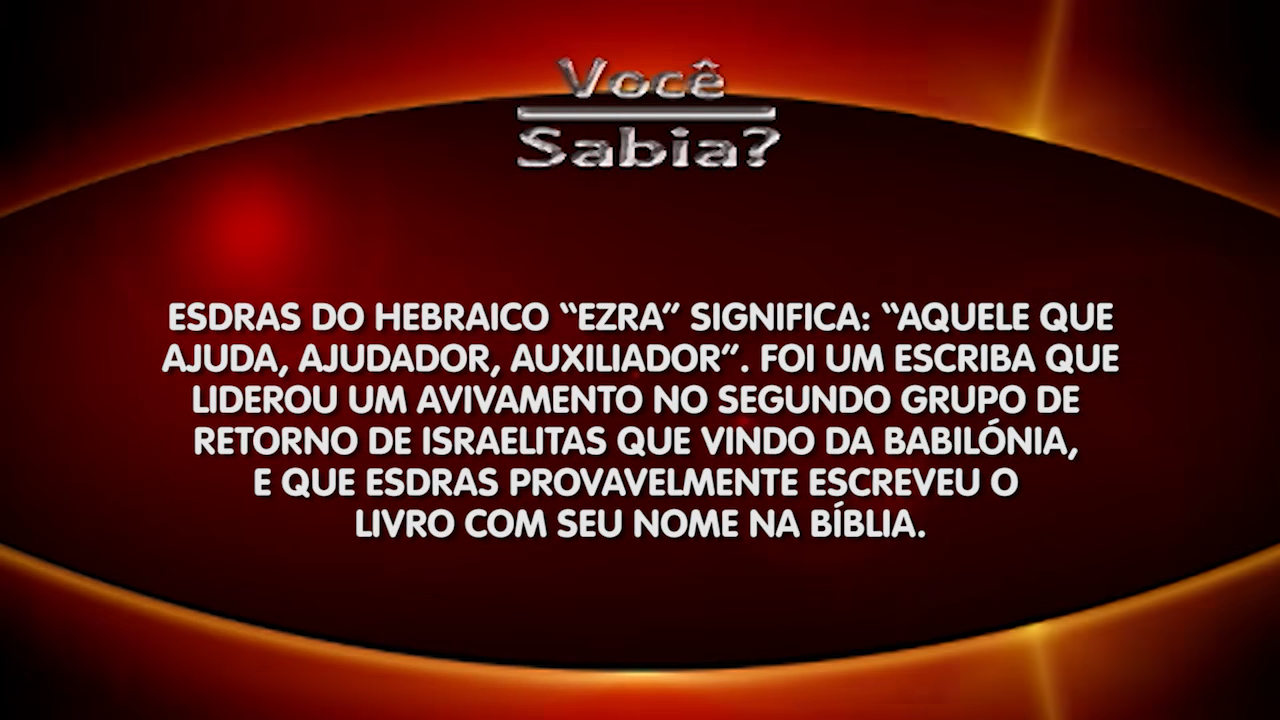 Você
Sabia?
ESDRAS DO HEBRAICO “EZRA” SIGNIFICA: “AQUELE QUE
AJUDA, AJUDADOR, AUXILIADOR”. FOI UM ESCRIBA QUE
LIDEROU UM AVIVAMENTO NO SEGUNDO GRUPO DE
RETORNO DE ISRAELITAS QUE VINDO DA BABILÓNIA,
E QUE ESDRAS PROVAVELMENTE ESCREVEU O
LIVRO COM SEU NOME NA BÍBLIA.